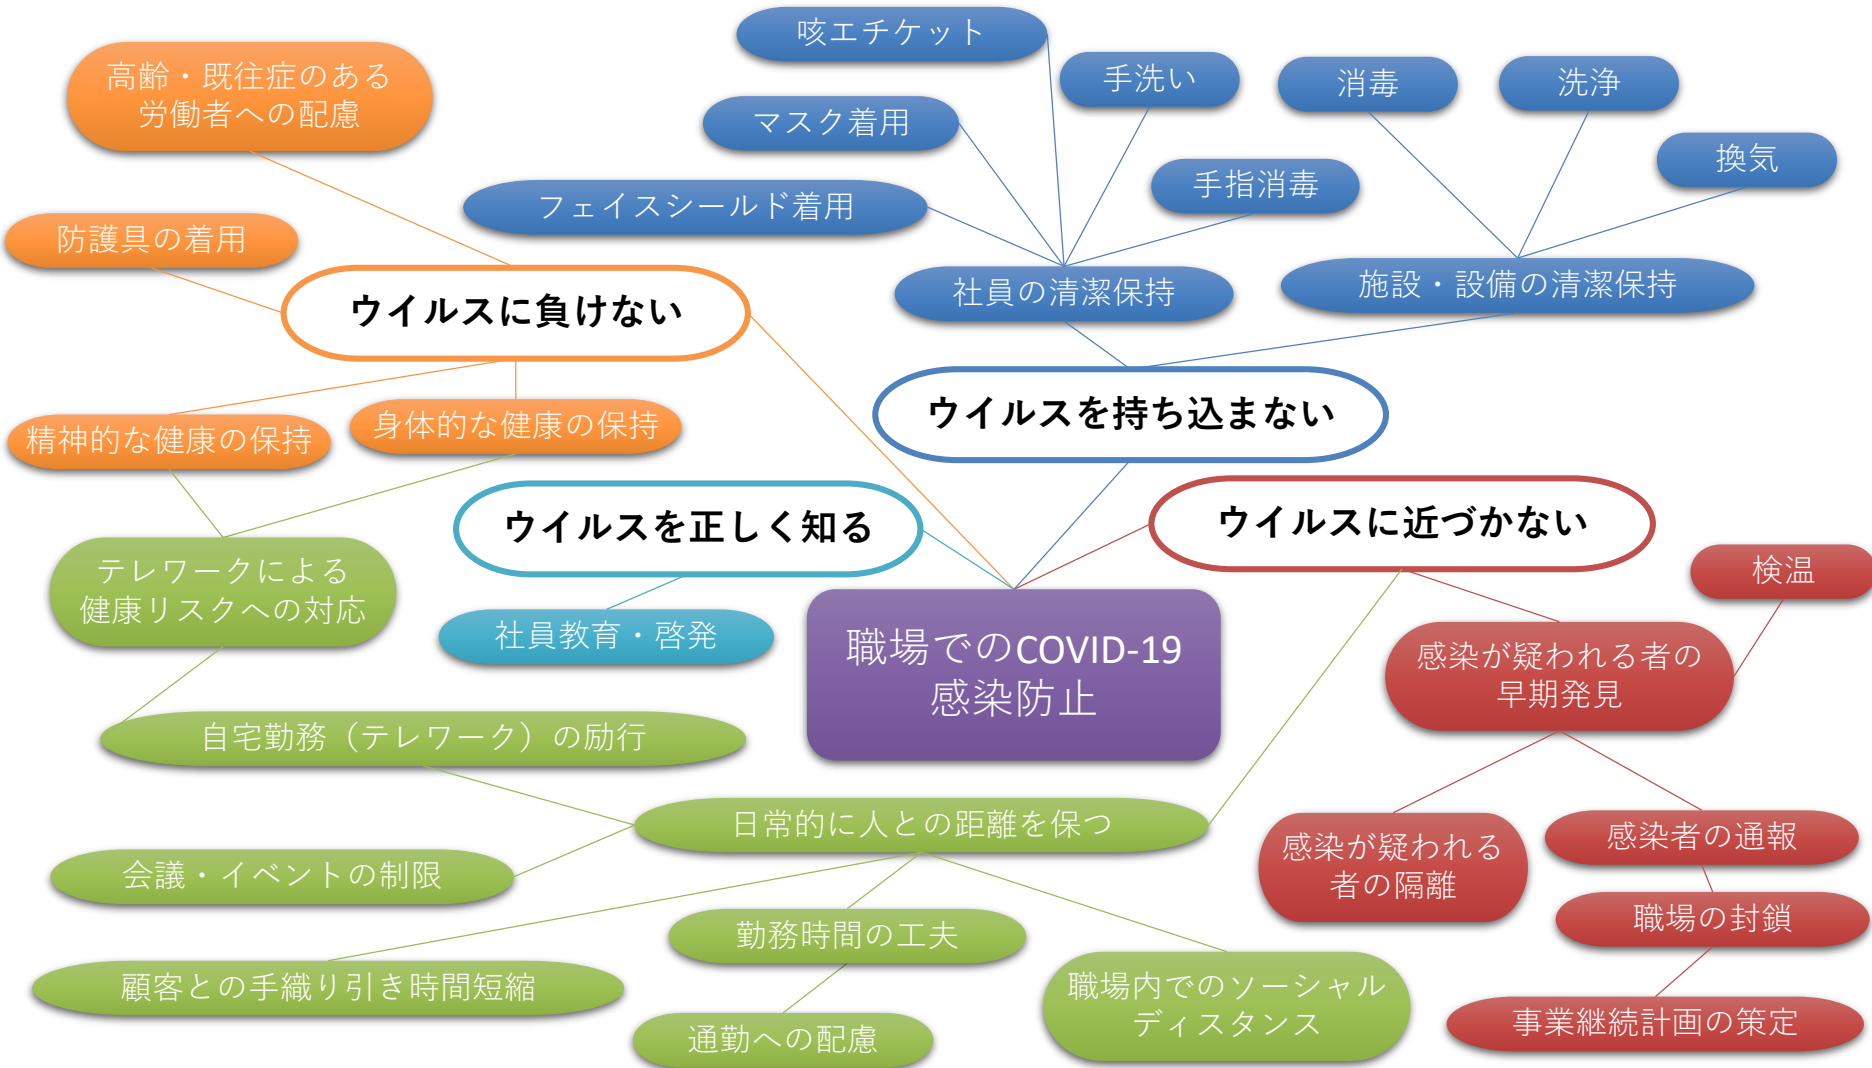 咳エチケット
高齢・既往症のある
労働者への配慮
手洗い
消毒
洗浄
マスク着用
換気
手指消毒
フェイスシールド着用
防護具の着用
ウイルスに負けない
社員の清潔保持
施設・設備の清潔保持
ウイルスを持ち込まない
精神的な健康の保持
身体的な健康の保持
ウイルスを正しく知る
ウイルスに近づかない
テレワークによる
健康リスクへの対応
検温
社員教育・啓発
職場でのCOVID-19
感染防止
感染が疑われる者の
早期発見
自宅勤務（テレワーク）の励行
日常的に人との距離を保つ
感染が疑われる
者の隔離
感染者の通報
会議・イベントの制限
勤務時間の工夫
職場の封鎖
顧客との手織り引き時間短縮
職場内でのソーシャル
ディスタンス
通勤への配慮
事業継続計画の策定